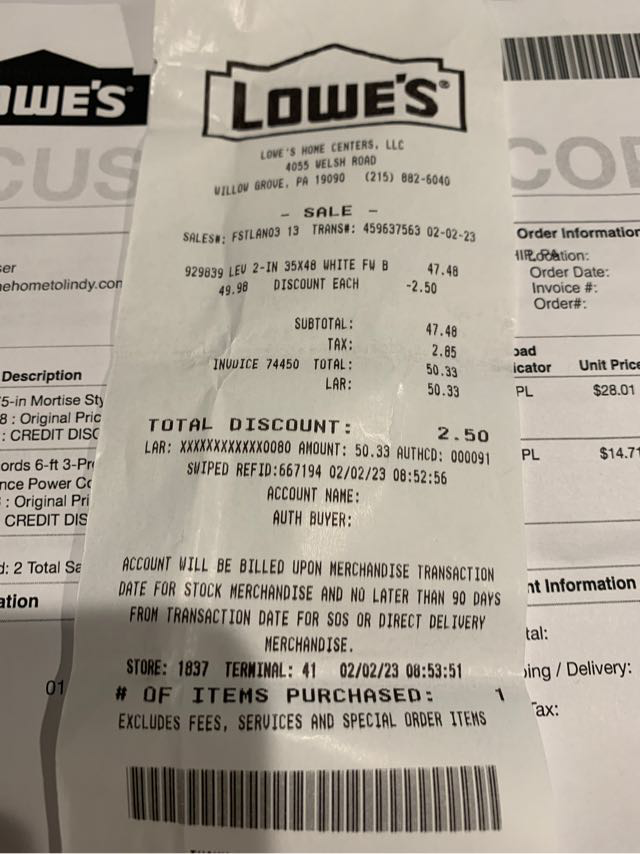 LOWE'S®
LOWE'S HOME CENTERS, LLC
4055 WELSH ROAD
WILLOW GROVE, PA 19090 (215) 882-6040
- SALE -
SALES#: FSTLAN03 13 TRANS#: 459637563 02-02-23
929839 LEV 2-IN 35X48 WHITE FW B 47.48
49.98 DISCOUNT EACH -2.50
SUBTOTAL: 47.48
TAX: 2.85
INVOICE 74450 TOTAL: 50.33
LAR: 50.33
TOTAL DISCOUNT: 2.50
LAR: XXXXXXXXXXXX0080 AMOUNT: 50.33 AUTHCD: 000091
SWIPED REFID:667194 02/02/23 08:52:56
ACCOUNT NAME:
AUTH BUYER:
ACCOUNT WILL BE BILLED UPON MERCHANDISE TRANSACTION
DATE FOR STOCK MERCHANDISE AND NO LATER THAN 90 DAYS
FROM TRANSACTION DATE FOR SOS OR DIRECT DELIVERY
MERCHANDISE.
STORE: 1837 TERMINAL: 41 02/02/23 08:53:51
# OF ITEMS PURCHASED: 1
EXCLUDES FEES, SERVICES AND SPECIAL ORDER ITEMS
OWE'S
CUS
ser
ehometolindy.com
Description
5-in Mortise Sty
8 : Original Pric
: CREDIT DISC
ords 6-ft 3-Pr
nce Power Co
: Original Pri
CREDIT DIS
d: 2 Total Sa
ation
01
COD
Order Information
Order Date:
Invoice #:
Order#:
oad
icator Unit Price
PL $28.01
PL $14.71
nt Information
tal:
ping / Delivery:
Tax: